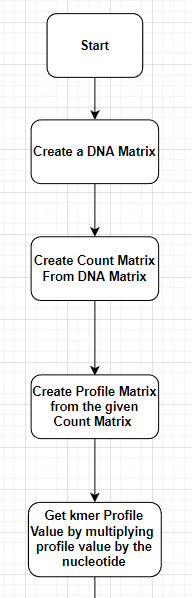 Start
Create a DNA Matrix
Create Count Matrix
From DNA Matrix
Create Profile Matrix
from the given
Count Matrix
Get kmer Profile
Value by multiplying
profile value by the
nucleotide